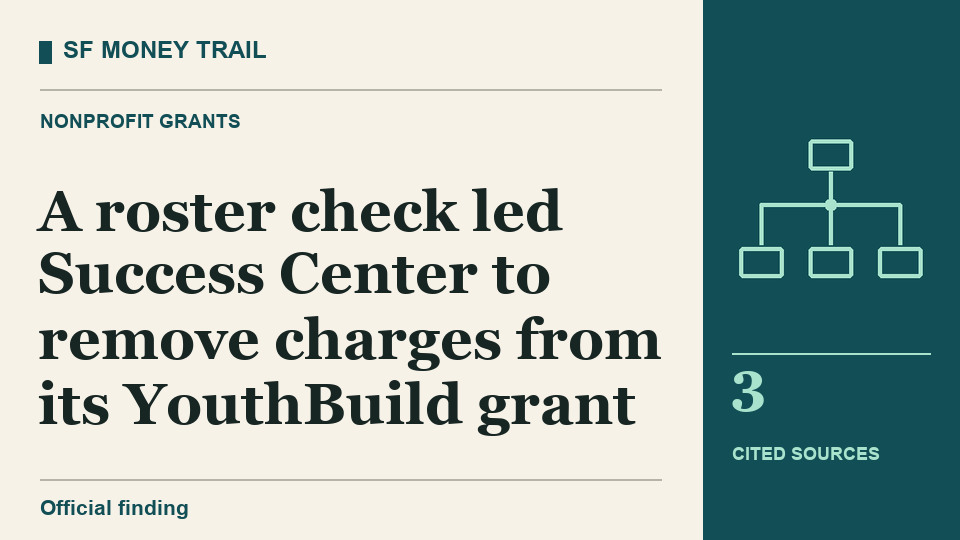 SF MONEY TRAIL
NONPROFIT GRANTS
A roster check led
Success Center to
remove charges from
its YouthBuild grant
Official finding
3
CITED SOURCES